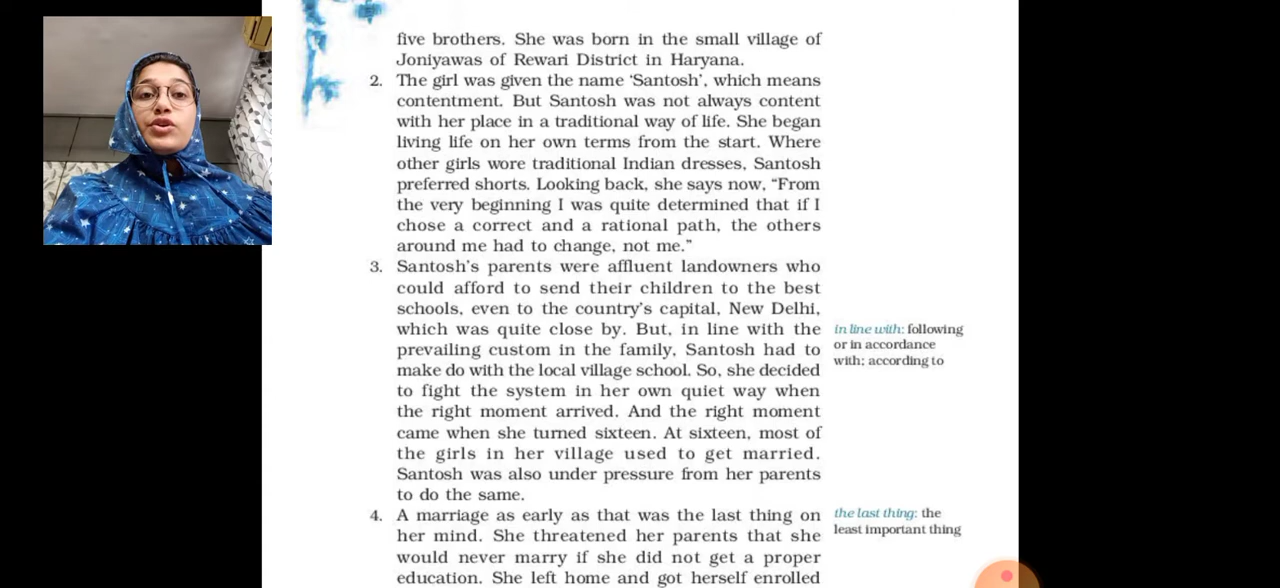 five brothers. She was born in the small village of
Joniyawas of Rewari District in Haryana.
2. The girl was given the name ‘Santosh’, which means
contentment. But Santosh was not always content
with her place in a traditional way of life. She began
living life on her own terms from the start. Where
other girls wore traditional Indian dresses, Santosh
preferred shorts. Looking back, she says now, “From
the very beginning I was quite determined that if I
chose a correct and a rational path, the others
around me had to change, not me.”
3. Santosh’s parents were affluent landowners who
could afford to send their children to the best
schools, even to the country’s capital, New Delhi,
which was quite close by. But, in line with the
prevailing custom in the family, Santosh had to
make do with the local village school. So, she decided
to fight the system in her own quiet way when
the right moment arrived. And the right moment
came when she turned sixteen. At sixteen, most of
the girls in her village used to get married.
Santosh was also under pressure from her parents
to do the same.
4. A marriage as early as that was the last thing on
her mind. She threatened her parents that she
would never marry if she did not get a proper
education. She left home and got herself enrolled
in line with: following
or in accordance
with; according to
the last thing: the
least important thing